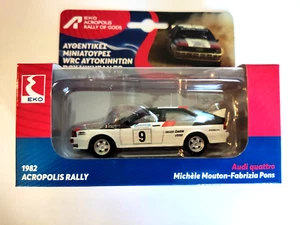 EKO
ACROPOLIS
RALLY OF GODS
ΑΥΘΕΝΤΙΚΕΣ
ΜΙΝΙΑΤΟΥΡΕΣ
WRC ΑΥΤΟΚΙΝΗΤΩΝ
EKO
9
1982
ACROPOLIS RALLY
Audi quattro
Michèle Mouton-Fabrizia Pons